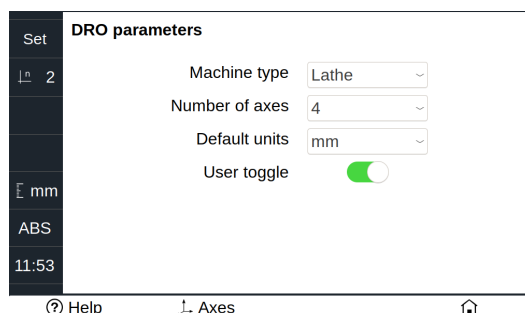 Set
DRO parameters
n 2
Machine type Lathe
Number of axes 4
Default units mm
User toggle
mm
ABS
11:53
? Help Axes